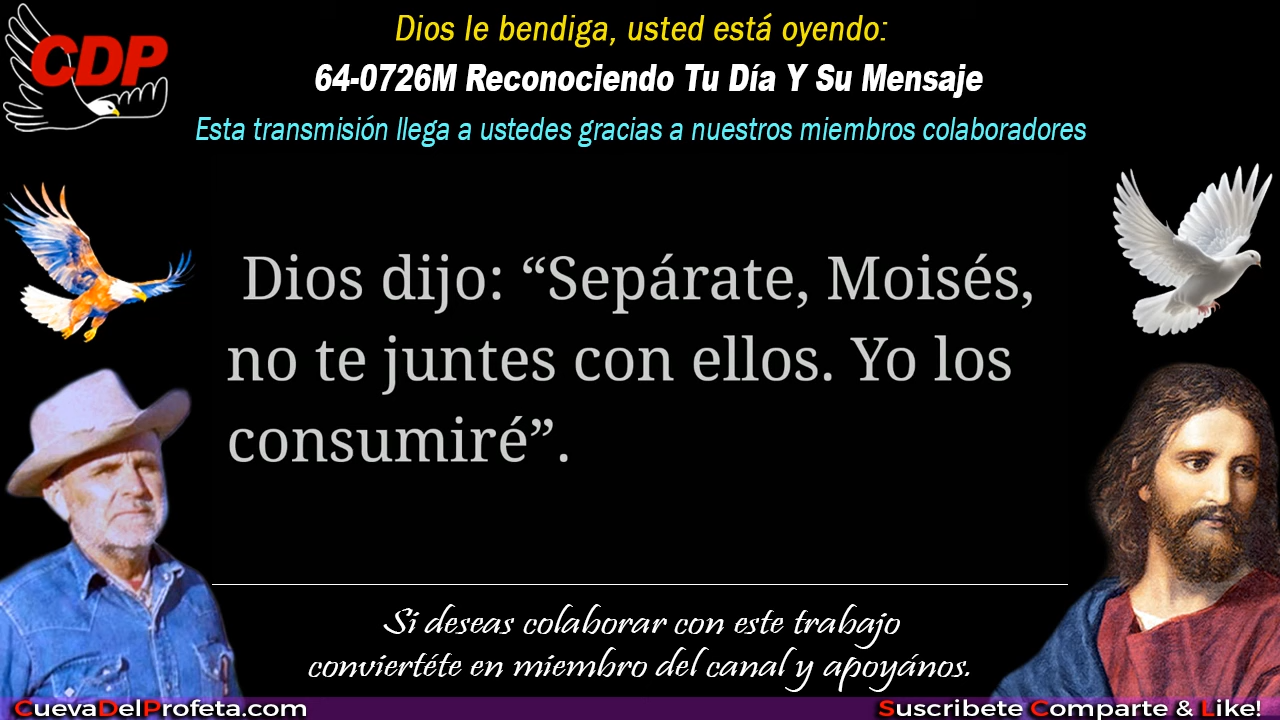 CDP
Dios le bendiga, usted está oyendo:
64-0726M Reconociendo Tu Día Y Su Mensaje
Esta transmisión llega a ustedes gracias a nuestros miembros colaboradores
Dios dijo: “Sepárate, Moisés,
no te juntes con ellos. Yo los
consumiré”.
Si deseas colaborar con este trabajo
conviertéte en miembro del canal y apoyános.
CuevaDelProfeta.com
Suscribete Comparte & Like!